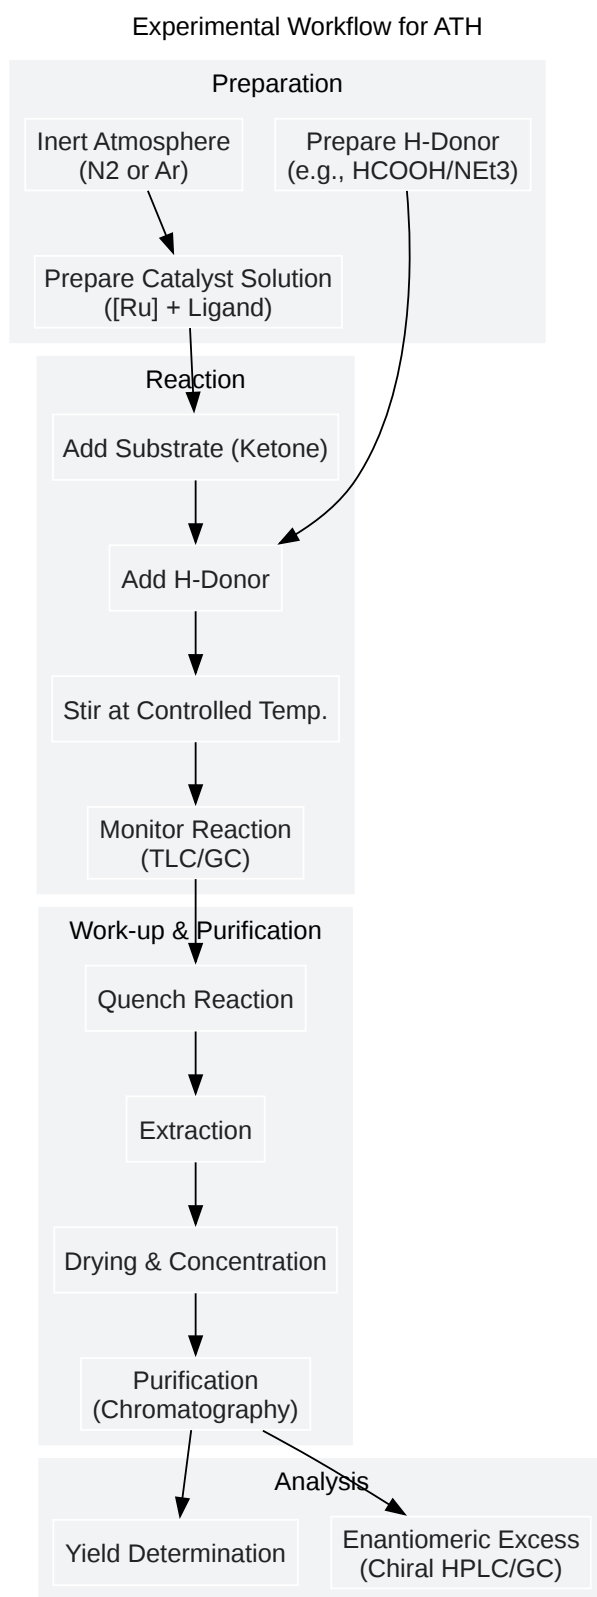 Experimental Workflow for ATH
Preparation
Inert Atmosphere
(N2 or Ar)
Prepare H-Donor
(e.g., HCOOH/NEt3)
Prepare Catalyst Solution
([Ru] + Ligand)
Reaction
Add Substrate (Ketone)
Add H-Donor
Stir at Controlled Temp.
Monitor Reaction
(TLC/GC)
Work-up & Purification
Quench Reaction
Extraction
Drying & Concentration
Purification
(Chromatography)
Analysis
Yield Determination
Enantiomeric Excess
(Chiral HPLC/GC)